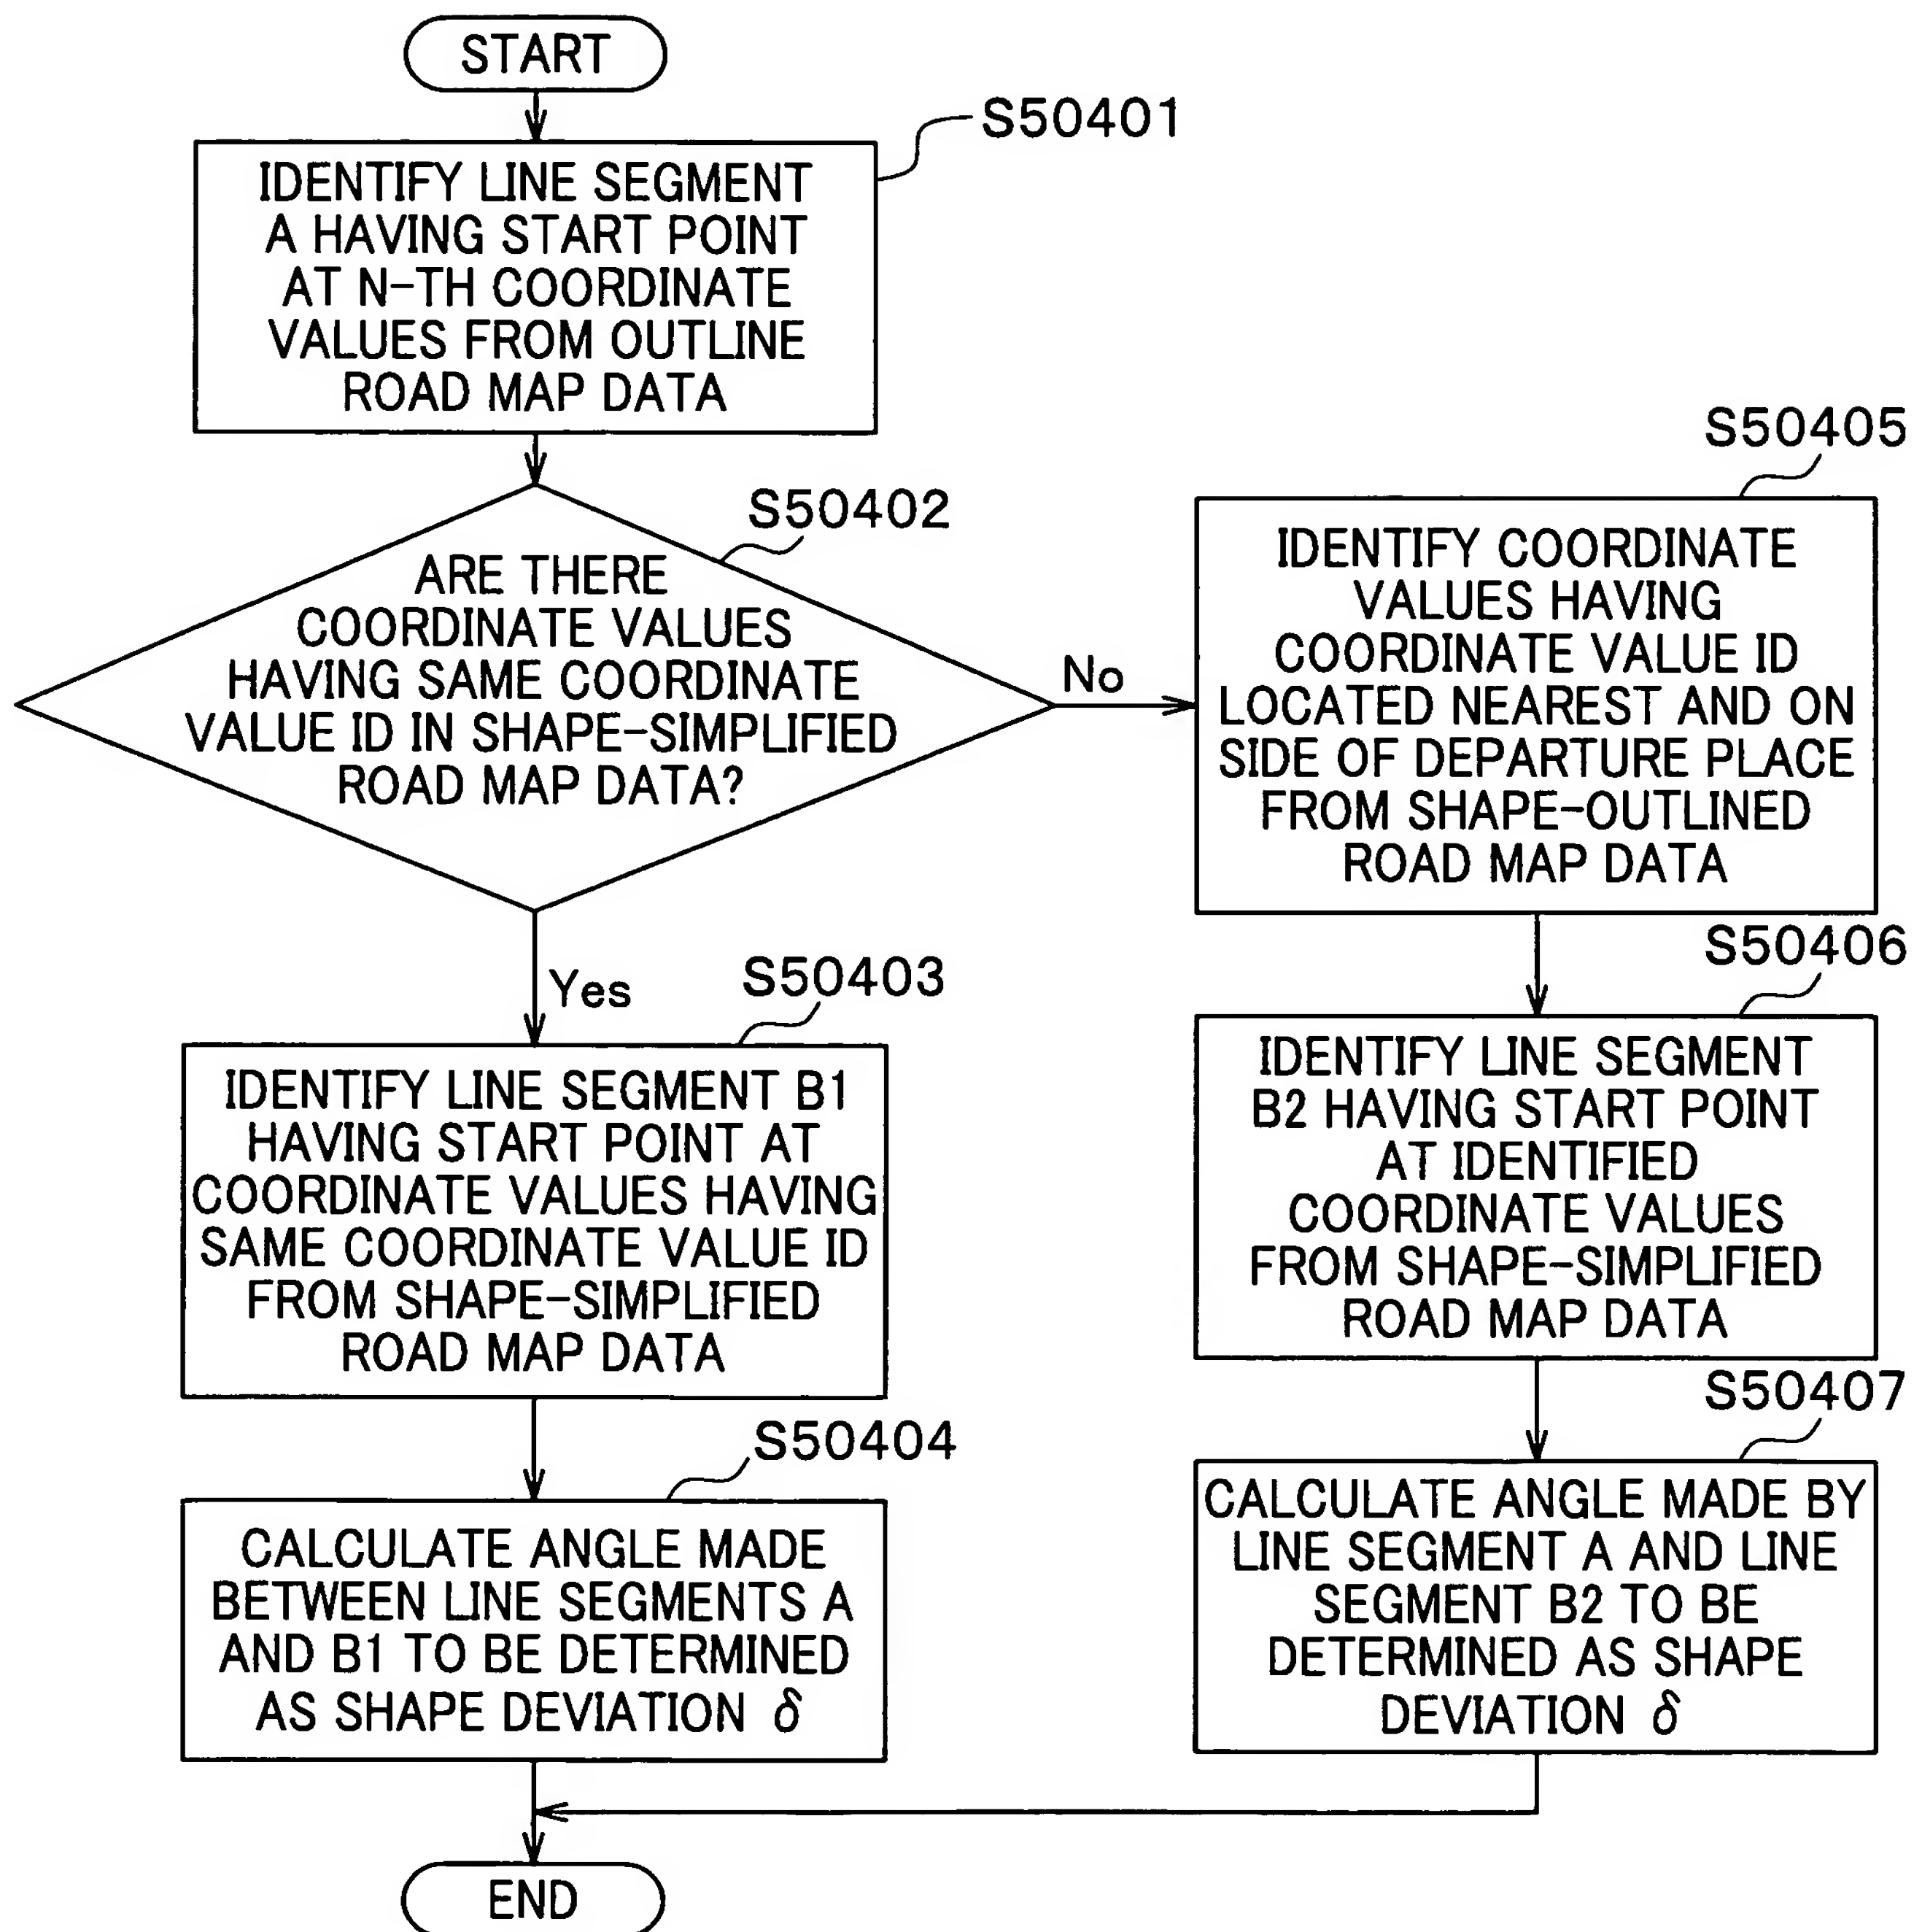 START
S50401
IDENTIFY LINE SEGMENT
A HAVING START POINT
AT N-TH COORDINATE
VALUES FROM OUTLINE
ROAD MAP DATA
S50402
ARE THERE
COORDINATE VALUES
HAVING SAME COORDINATE
VALUE ID IN SHAPE-SIMPLIFIED
ROAD MAP DATA?
No
Yes
S50403
IDENTIFY LINE SEGMENT B1
HAVING START POINT AT
COORDINATE VALUES HAVING
SAME COORDINATE VALUE ID
FROM SHAPE-SIMPLIFIED
ROAD MAP DATA
S50404
CALCULATE ANGLE MADE
BETWEEN LINE SEGMENTS A
AND B1 TO BE DETERMINED
AS SHAPE DEVIATION δ
S50405
IDENTIFY COORDINATE
VALUES HAVING
COORDINATE VALUE ID
LOCATED NEAREST AND ON
SIDE OF DEPARTURE PLACE
FROM SHAPE-OUTLINED
ROAD MAP DATA
S50406
IDENTIFY LINE SEGMENT
B2 HAVING START POINT
AT IDENTIFIED
COORDINATE VALUES
FROM SHAPE-SIMPLIFIED
ROAD MAP DATA
S50407
CALCULATE ANGLE MADE BY
LINE SEGMENT A AND LINE
SEGMENT B2 TO BE
DETERMINED AS SHAPE
DEVIATION δ
END